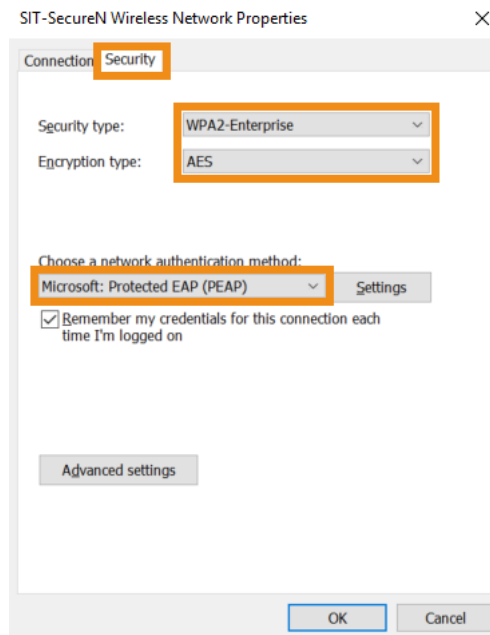 SIT-SecureN Wireless Network Properties
Connection Security
Security type: WPA2-Enterprise
Encryption type: AES
Choose a network authentication method:
Microsoft: Protected EAP (PEAP) Settings
Remember my credentials for this connection each
time I'm logged on
Advanced settings
OK Cancel